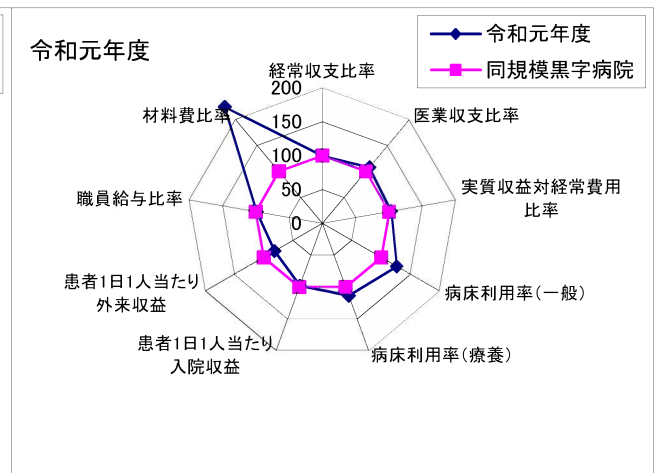 令和元年度
令和元年度
同規模黒字病院
経常収支比率
医業収支比率
実質収益対経常費用
比率
病床利用率(一般)
病床利用率(療養)
患者1日1人当たり
入院収益
患者1日1人当たり
外来収益
職員給与比率
材料費比率
200
150
100
50
0